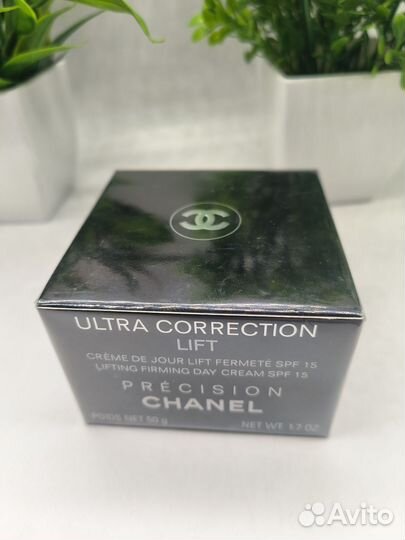 ULTRA CORRECTION
LIFT
CRÈME DE JOUR LIFT FERMETÉ SPF 15
LIFTING FIRMING DAY CREAM SPF 15
PRÉCISION
CHANEL
POIDS NET 50 g NET WT. 1.7 OZ.
Avito